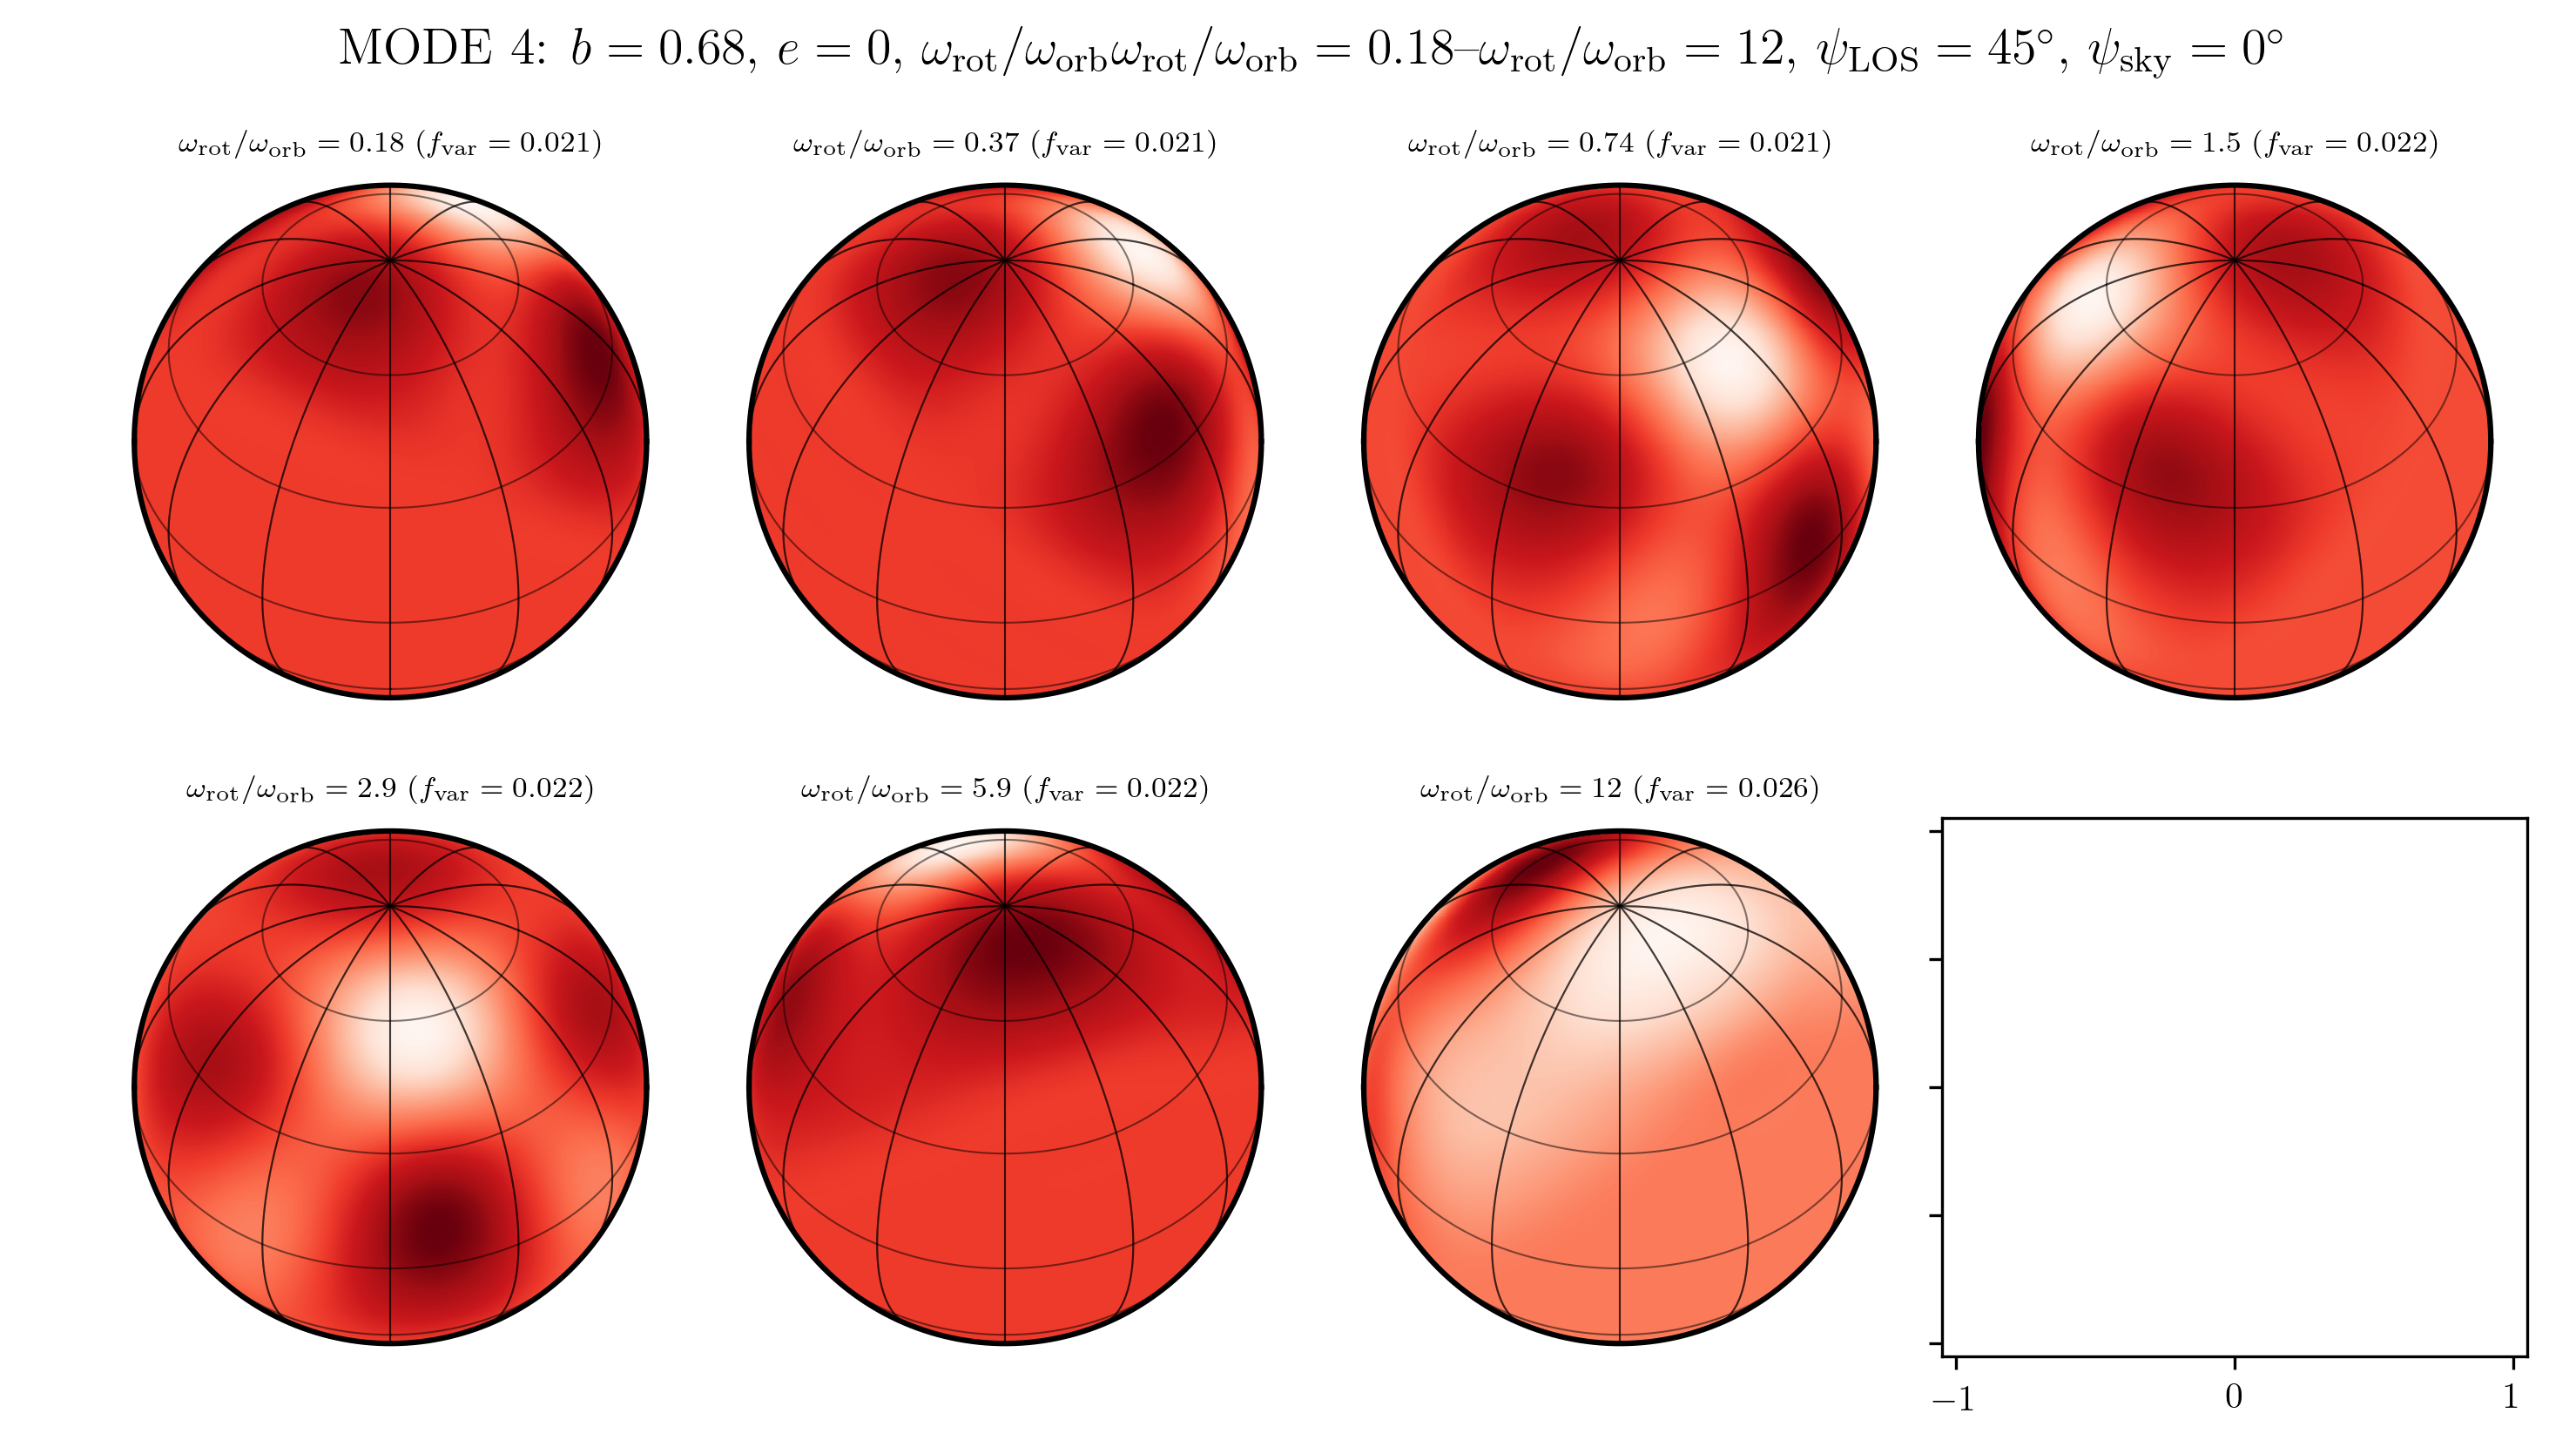 MODE 4: b = 0.68, e = 0, ω_rot/ω_orbω_rot/ω_orb = 0.18–ω_rot/ω_orb = 12, ψ_LOS = 45°, ψ_sky = 0°
ω_rot/ω_orb = 0.18 (f_var = 0.021)
ω_rot/ω_orb = 0.37 (f_var = 0.021)
ω_rot/ω_orb = 0.74 (f_var = 0.021)
ω_rot/ω_orb = 1.5 (f_var = 0.022)
ω_rot/ω_orb = 2.9 (f_var = 0.022)
ω_rot/ω_orb = 5.9 (f_var = 0.022)
ω_rot/ω_orb = 12 (f_var = 0.026)
−1 0 1